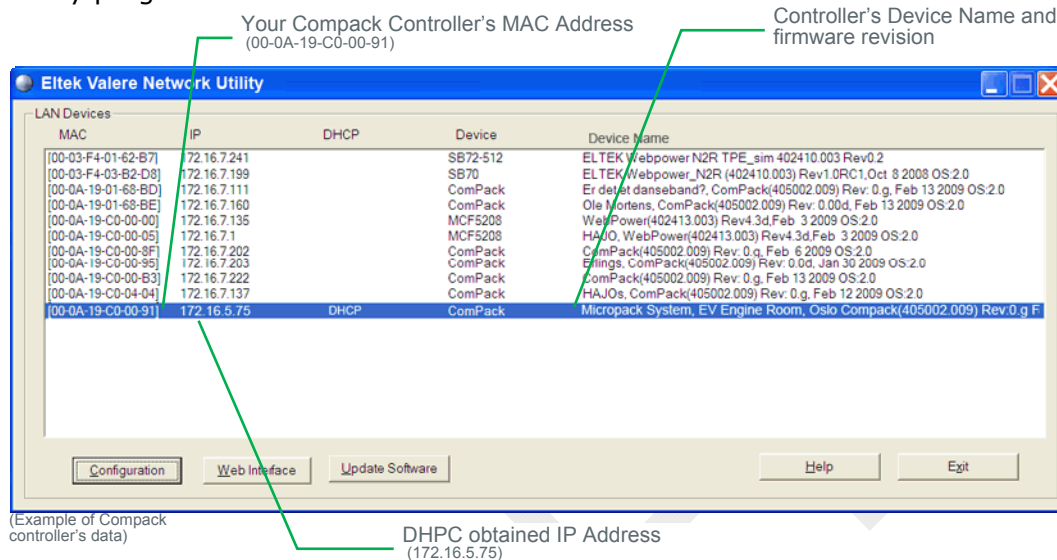 Your Compack Controller's MAC Address
(00-0A-19-C0-00-91)
Controller's Device Name and
firmware revision
Eltek Valere Network Utility
LAN Devices
MAC IP DHCP Device Device Name
[00-03-F4-01-62-B7] 172.16.7.241 SB72-512 ELTEK Webpower N2R TPE_sim 402410.003 Rev0.2
[00-03-F4-03-B2-D8] 172.16.7.199 SB70 ELTEK Webpower_N2R (402410.003) Rev1.0RC1,Oct 8 2008 OS:2.0
[00-0A-19-01-68-BD] 172.16.7.111 ComPack Er det et danseband?, ComPack(405002.009) Rev: 0.g, Feb 13 2009 OS:2.0
[00-0A-19-01-68-BE] 172.16.7.160 ComPack Ole Mortens, ComPack(405002.009) Rev: 0.00d, Feb 13 2009 OS:2.0
[00-0A-19-C0-00-00] 172.16.7.135 MCF5208 WebPower(402413.003) Rev4.3d,Feb 3 2009 OS:2.0
[00-0A-19-C0-00-05] 172.16.7.1 MCF5208 HAJO, WebPower(402413.003) Rev4.3d,Feb 3 2009 OS:2.0
[00-0A-19-C0-00-8F] 172.16.7.202 ComPack ComPack(405002.009) Rev: 0.g, Feb 6 2009 OS:2.0
[00-0A-19-C0-00-95] 172.16.7.203 ComPack Erlings, ComPack(405002.009) Rev: 0.0d, Jan 30 2009 OS:2.0
[00-0A-19-C0-00-B3] 172.16.7.222 ComPack ComPack(405002.009) Rev: 0.g, Feb 13 2009 OS:2.0
[00-0A-19-C0-04-04] 172.16.7.137 ComPack HAJOs, ComPack(405002.009) Rev: 0.g, Feb 12 2009 OS:2.0
[00-0A-19-C0-00-91] 172.16.5.75 DHCP ComPack Micropack System, EV Engine Room, Oslo Compack(405002.009) Rev:0.g F
Configuration Web Interface Update Software Help Exit
(Example of Compack
controller's data)
DHPC obtained IP Address
(172.16.5.75)